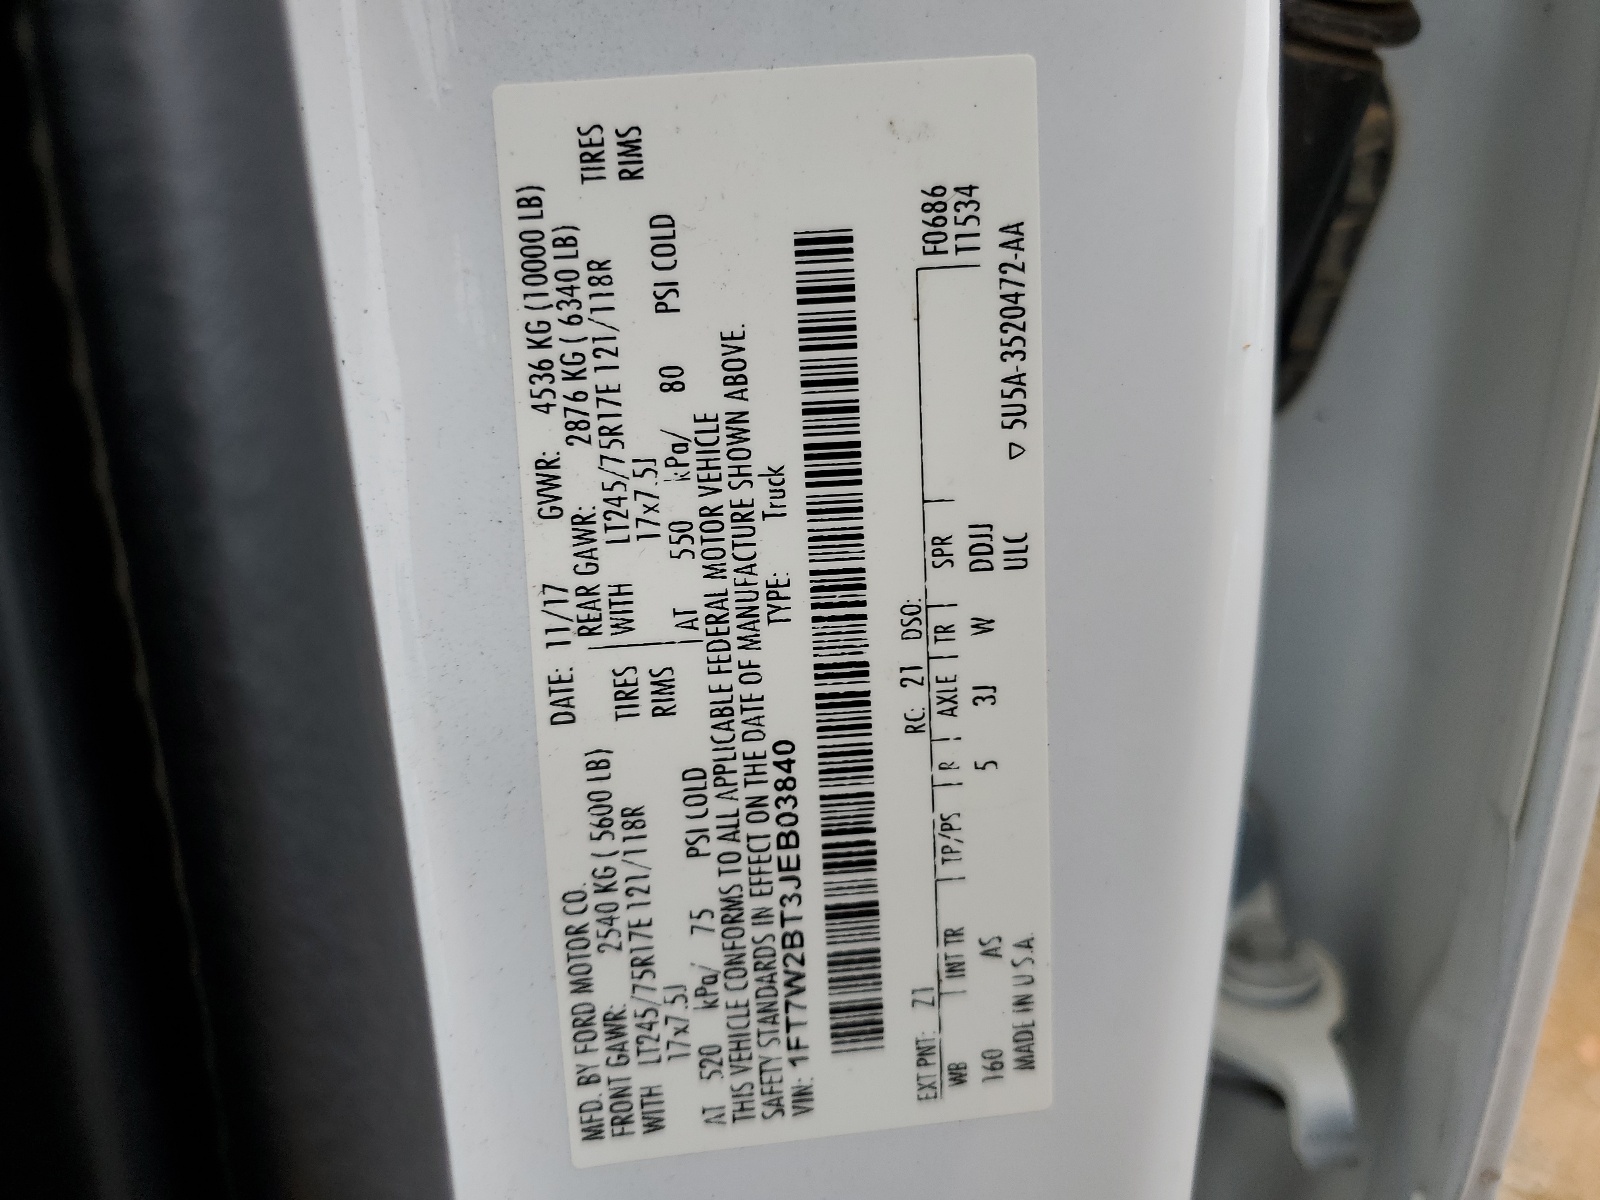 MFD. BY FORD MOTOR CO. DATE: 11/17 GVWR: 4536 KG (10000 LB)
FRONT GAWR: 2540 KG ( 5600 LB) REAR GAWR: 2876 KG ( 6340 LB)
WITH LT245/75R17E 121/118R TIRES WITH LT245/75R17E 121/118R TIRES
17x7.5J RIMS 17x7.5J RIMS
AT 520 kPa/ 75 PSI COLD AT 550 kPa/ 80 PSI COLD
THIS VEHICLE CONFORMS TO ALL APPLICABLE FEDERAL MOTOR VEHICLE
SAFETY STANDARDS IN EFFECT ON THE DATE OF MANUFACTURE SHOWN ABOVE.
VIN: 1FT7W2BT3JEB03840 TYPE: Truck
EXT PNT: Z1 RC: 21 DSO: F0686
WB INT TR TP/PS R AXLE TR SPR T1534
160 AS 5 3J W DDJJ
MADE IN U.S.A. ULC ▽ 5U5A-3520472-AA